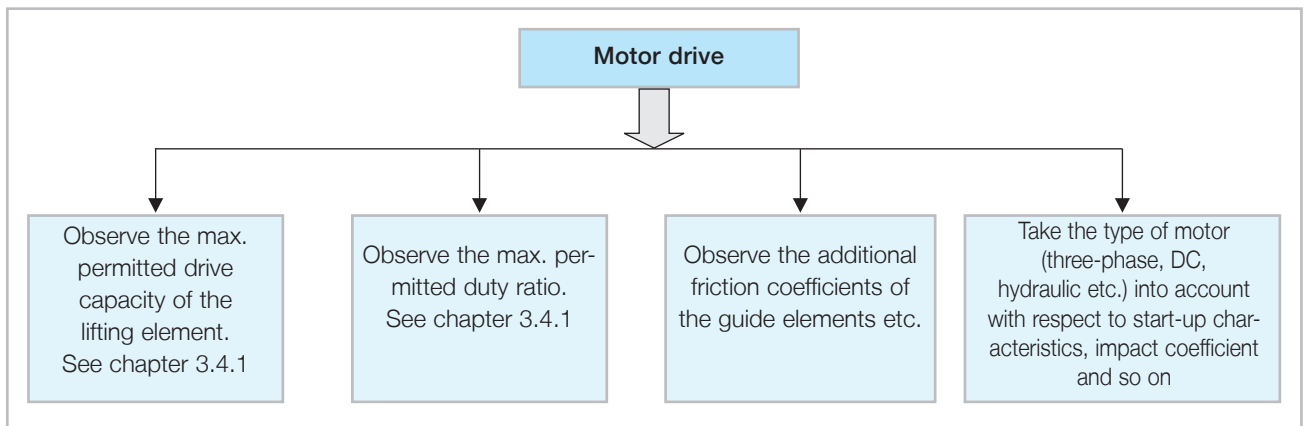 Motor drive
Observe the max.
permitted drive
capacity of the
lifting element.
See chapter 3.4.1
Observe the max. per-
mitted duty ratio.
See chapter 3.4.1
Observe the additional
friction coefficients of
the guide elements etc.
Take the type of motor
(three-phase, DC,
hydraulic etc.) into account
with respect to start-up char-
acteristics, impact coefficient
and so on